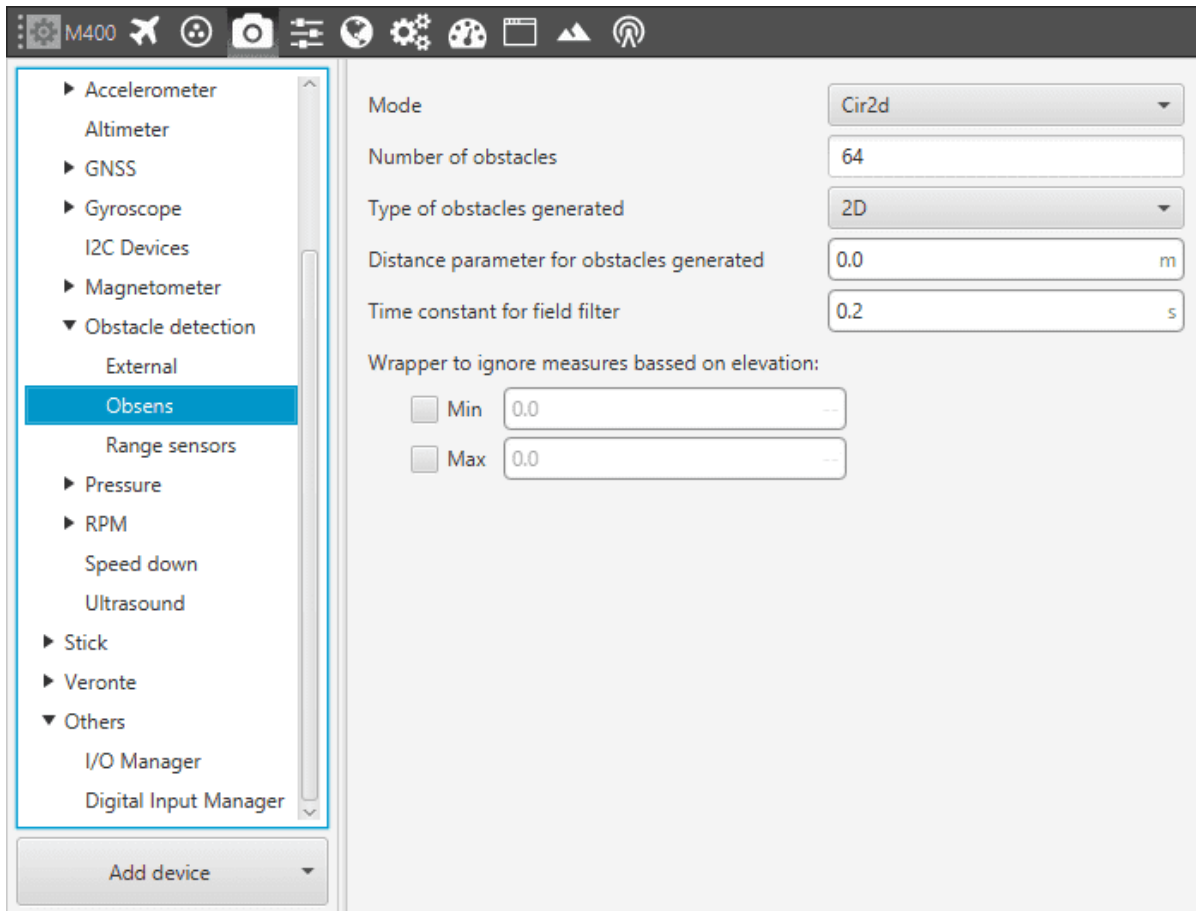 M400
Accelerometer
Altimeter
GNSS
Gyroscope
I2C Devices
Magnetometer
Obstacle detection
External
Obsens
Range sensors
Pressure
RPM
Speed down
Ultrasound
Stick
Veronte
Others
I/O Manager
Digital Input Manager
Add device
Mode Cir2d
Number of obstacles 64
Type of obstacles generated 2D
Distance parameter for obstacles generated 0.0 m
Time constant for field filter 0.2 s
Wrapper to ignore measures bassed on elevation:
Min 0.0 --
Max 0.0 --